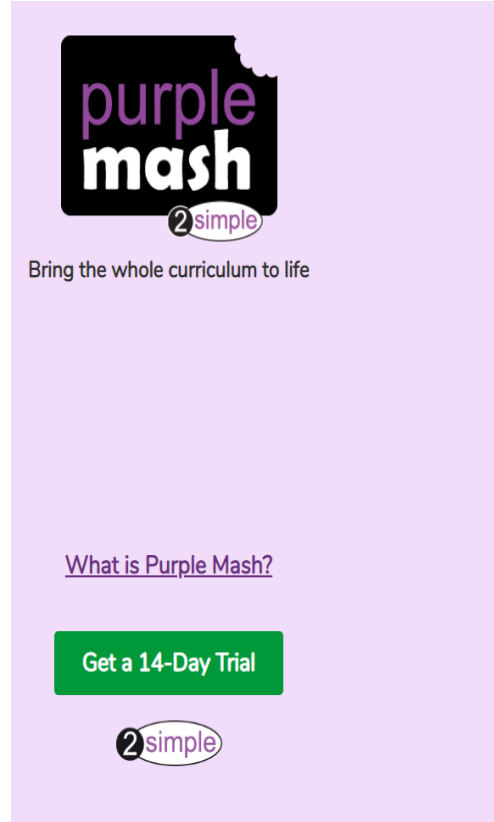 purple
mash
2simple
Bring the whole curriculum to life
What is Purple Mash?
Get a 14-Day Trial
2simple